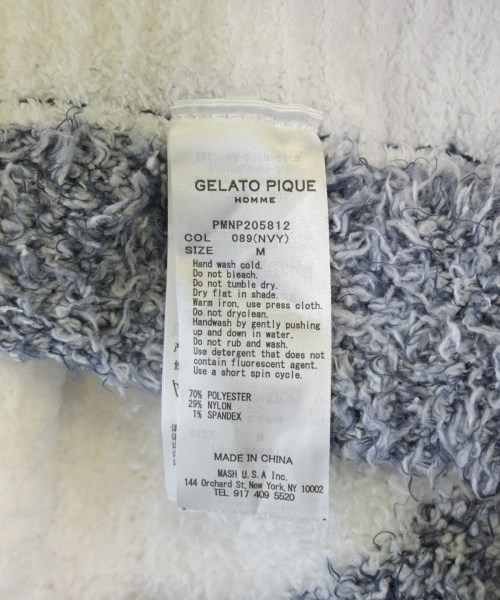 GELATO PIQUE
HOMME
PMNP205812
COL 089(NVY)
SIZE M
Hand wash cold.
Do not bleach.
Do not tumble dry.
Dry flat in shade.
Warm iron, use press cloth.
Do not dryclean.
Handwash by gently pushing
up and down in water.
Do not rub and wash.
Use detergent that does not
contain fluorescent agent.
Use a short spin cycle.
70% POLYESTER
29% NYLON
1% SPANDEX
MADE IN CHINA
MASH U.S.A Inc.
144 Orchard St, New York, NY 10002
TEL 917 409 5520